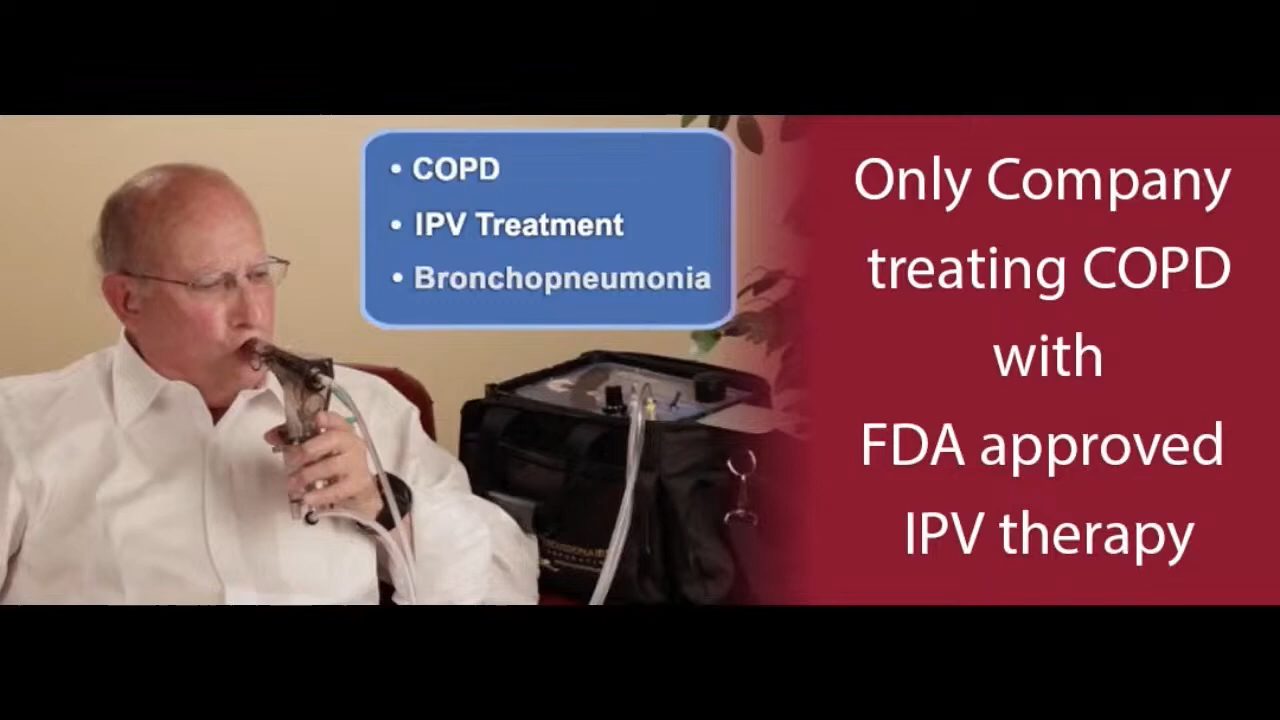 • COPD
• IPV Treatment
• Bronchopneumonia
Only Company
treating COPD
with
FDA approved
IPV therapy